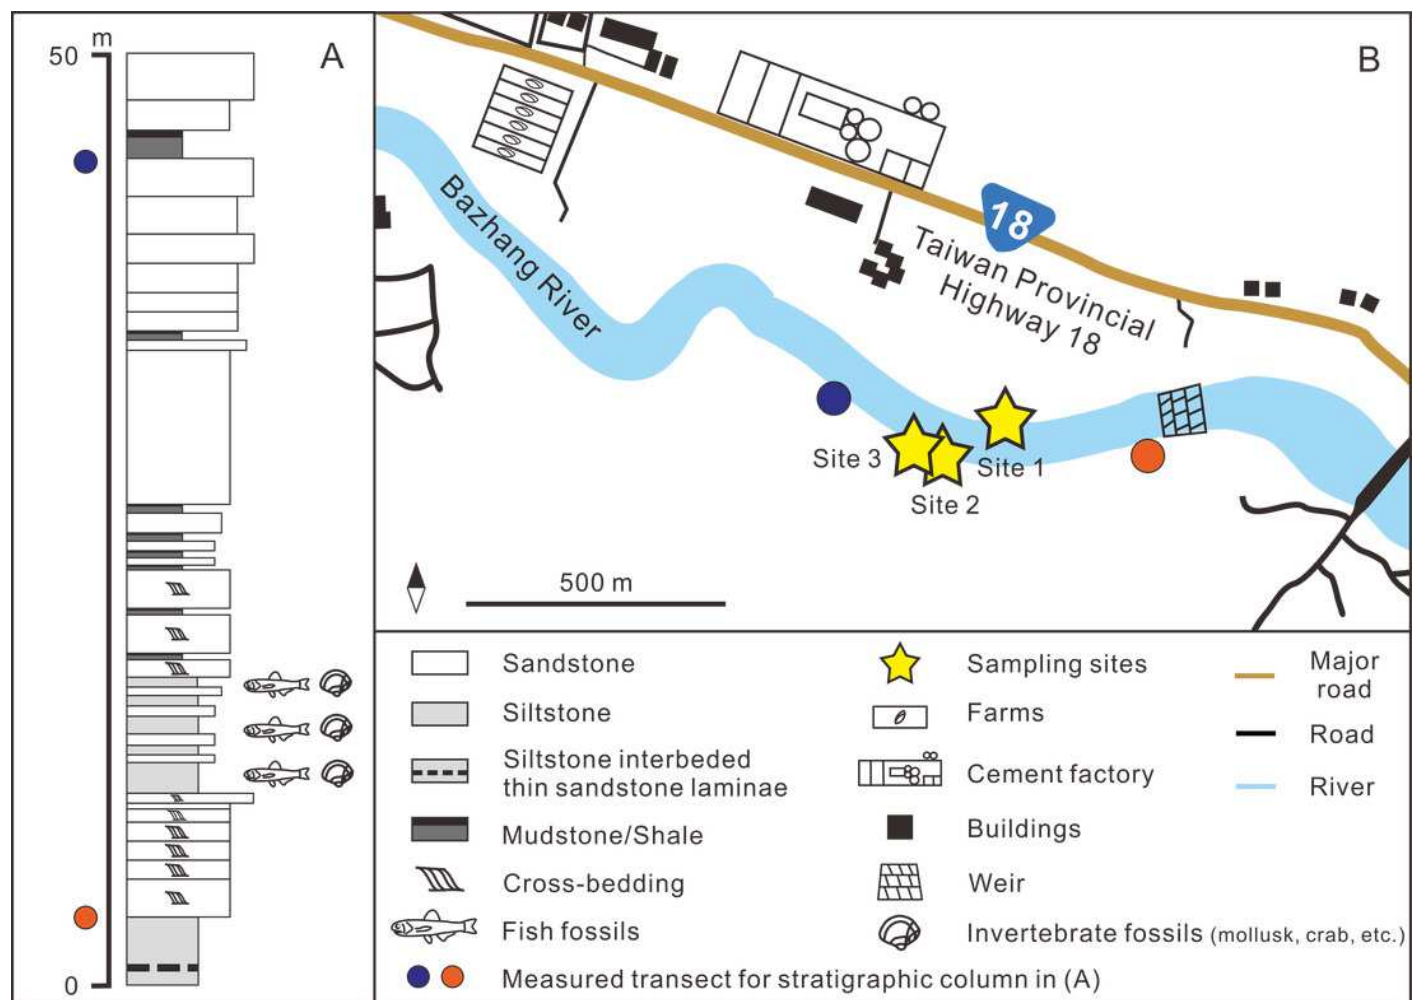 m
50
A
0
B
Bazhang River
18
Taiwan Provincial
Highway 18
Site 3
Site 1
Site 2
500 m
Sandstone
Siltstone
Siltstone interbeded
thin sandstone laminae
Mudstone/Shale
Cross-bedding
Fish fossils
Sampling sites
Farms
Cement factory
Buildings
Weir
Invertebrate fossils (mollusk, crab, etc.)
Major
road
Road
River
Measured transect for stratigraphic column in (A)